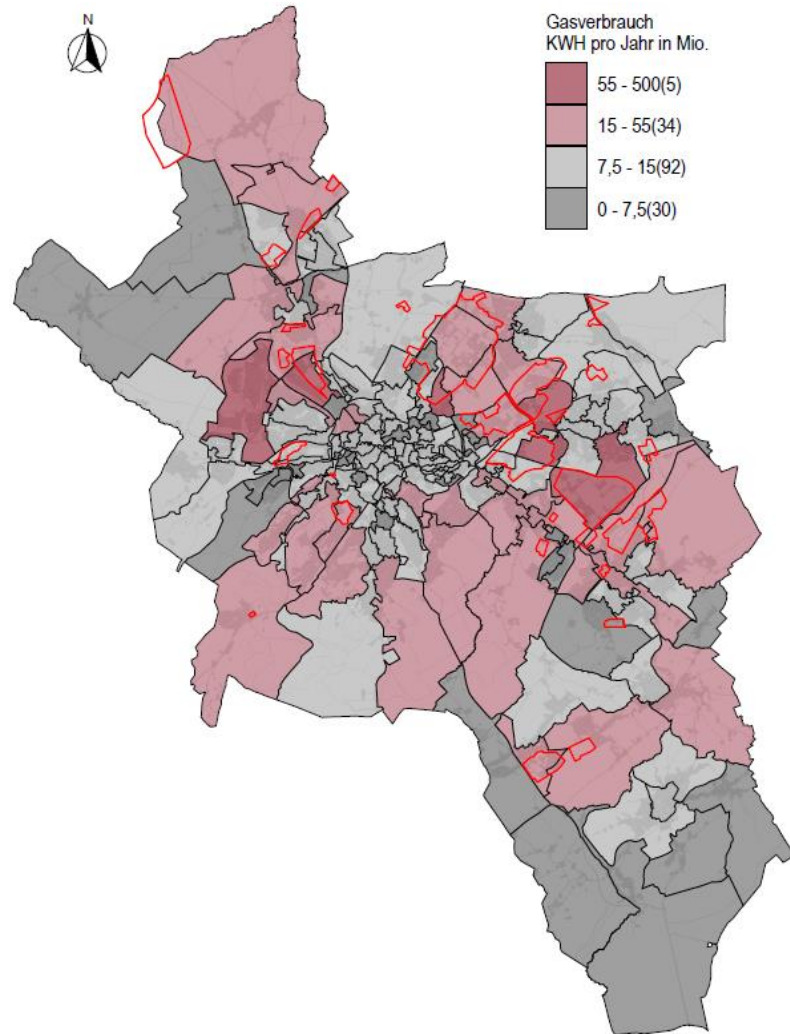 N
Gasverbrauch
KWH pro Jahr in Mio.
55 - 500(5)
15 - 55(34)
7,5 - 15(92)
0 - 7,5(30)